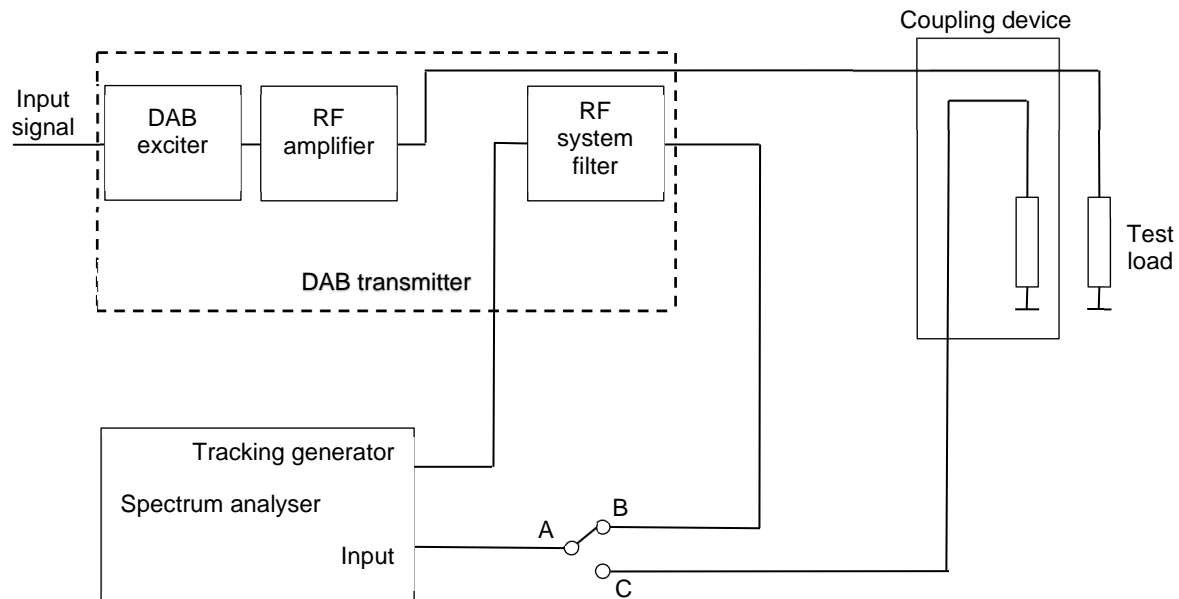 Coupling device
Input
signal
DAB
exciter
RF
amplifier
RF
system
filter
Test
load
DAB transmitter
Tracking generator
Spectrum analyser
Input
A
B
C